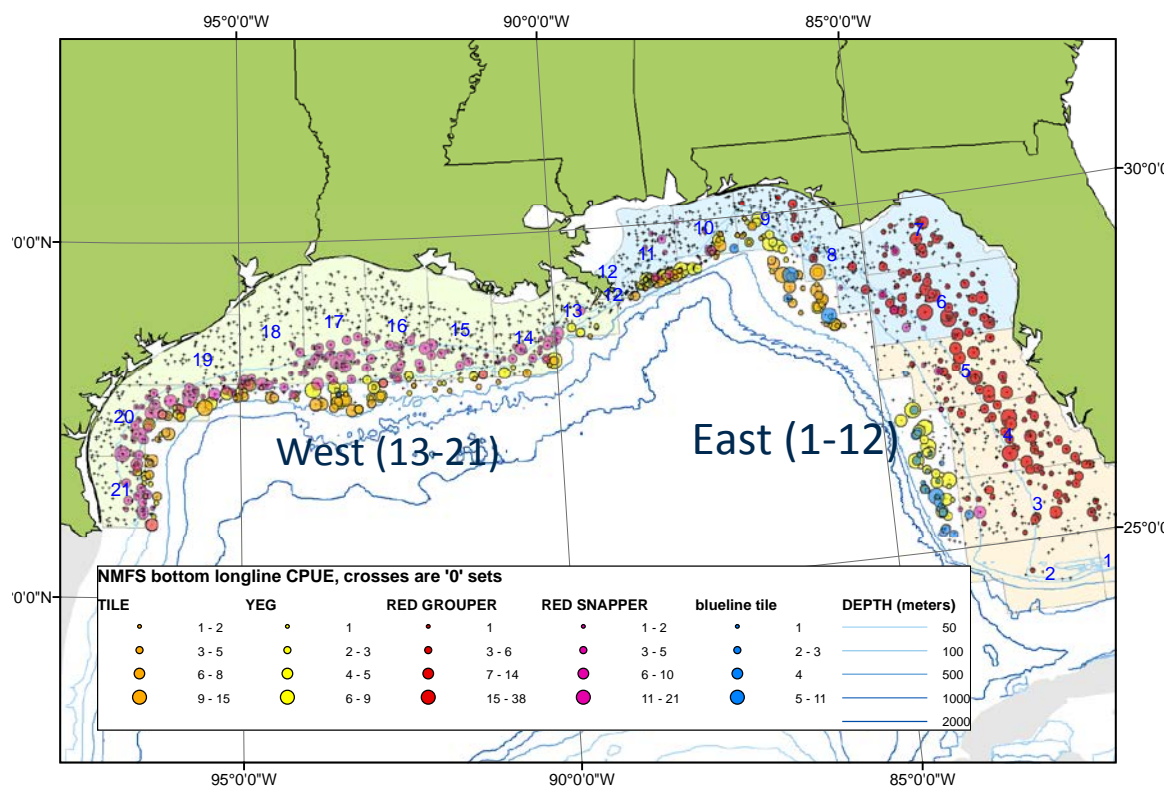 95°0'0"W 90°0'0"W 85°0'0"W
30°0'0
'0"N
9
10
7
11
8
12
12
6
13
17
16
15
14
18
19
5
20
West (13-21) East (1-12)
4
21
3
25°0'0
2
1
NMFS bottom longline CPUE, crosses are '0' sets
'0"N
TILE YEG RED GROUPER RED SNAPPER blueline tile DEPTH (meters)
1 - 2 1 1 1 - 2 1 50
3 - 5 2 - 3 3 - 6 3 - 5 2 - 3 100
6 - 8 4 - 5 7 - 14 6 - 10 4 500
9 - 15 6 - 9 15 - 38 11 - 21 5 - 11 1000
2000
95°0'0"W 90°0'0"W 85°0'0"W